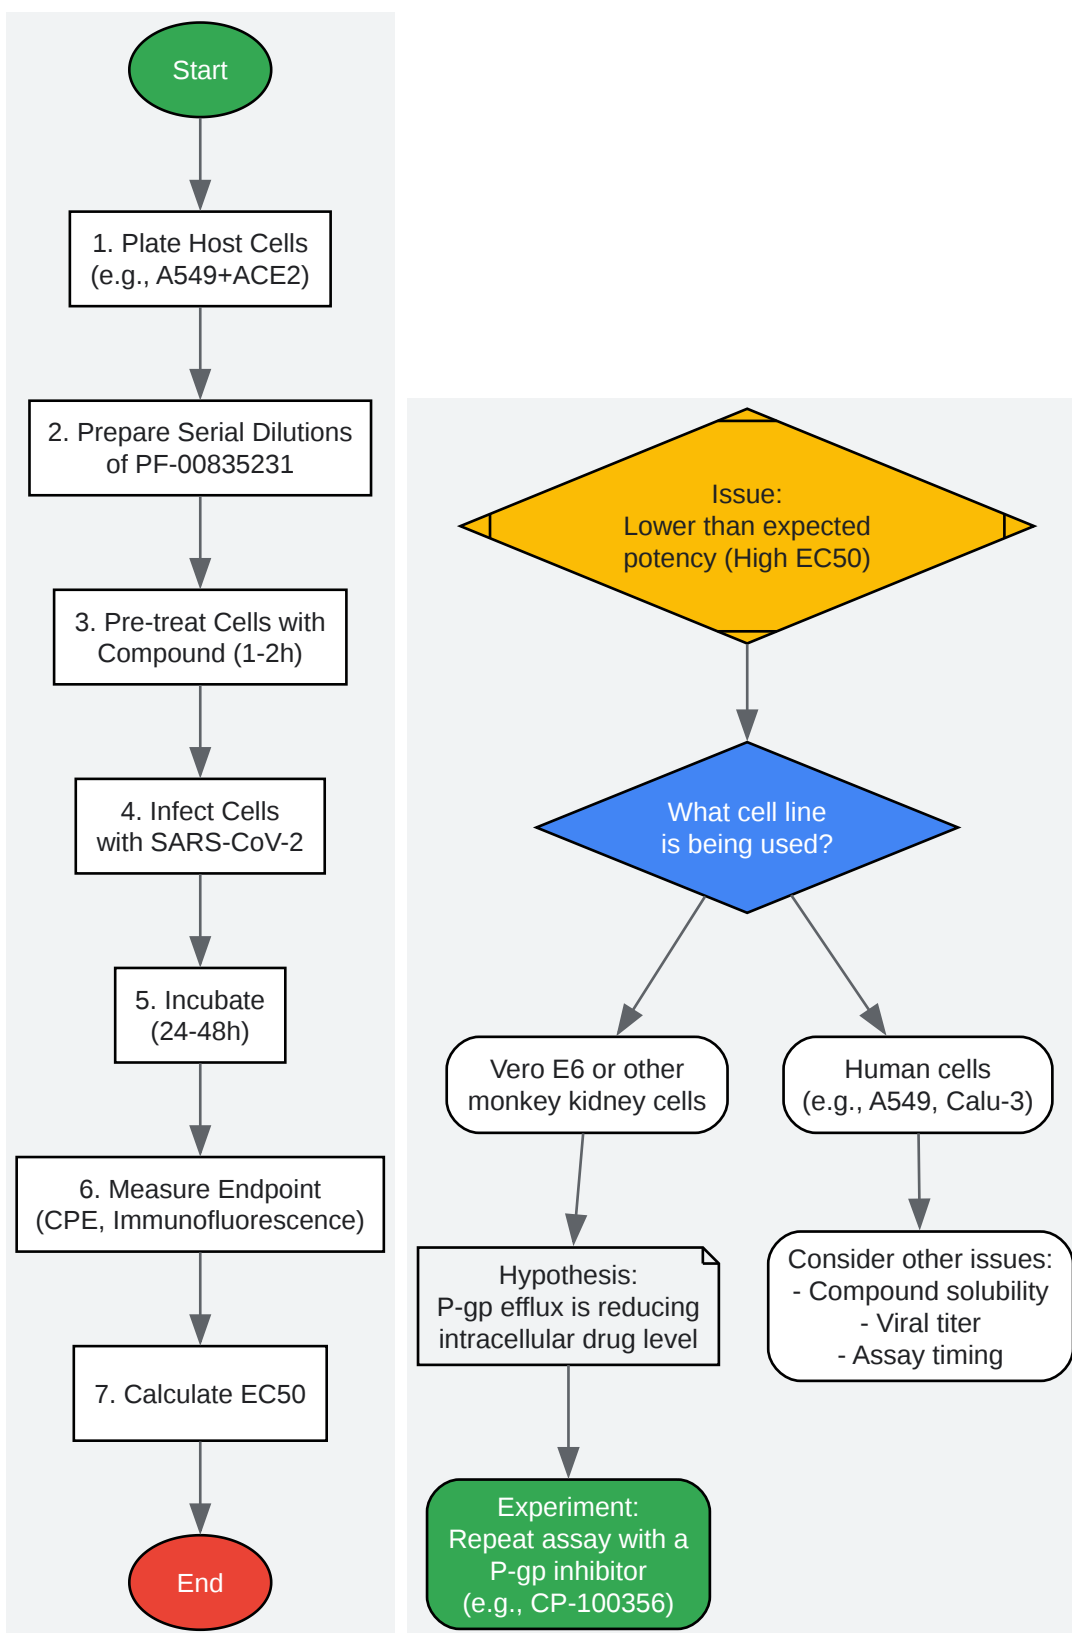 Start
1. Plate Host Cells
(e.g., A549+ACE2)
2. Prepare Serial Dilutions
of PF-00835231
3. Pre-treat Cells with
Compound (1-2h)
4. Infect Cells
with SARS-CoV-2
5. Incubate
(24-48h)
6. Measure Endpoint
(CPE, Immunofluorescence)
7. Calculate EC50
End
Issue:
Lower than expected
potency (High EC50)
What cell line
is being used?
Vero E6 or other
monkey kidney cells
Human cells
(e.g., A549, Calu-3)
Hypothesis:
P-gp efflux is reducing
intracellular drug level
Consider other issues:
- Compound solubility
- Viral titer
- Assay timing
Experiment:
Repeat assay with a
P-gp inhibitor
(e.g., CP-100356)